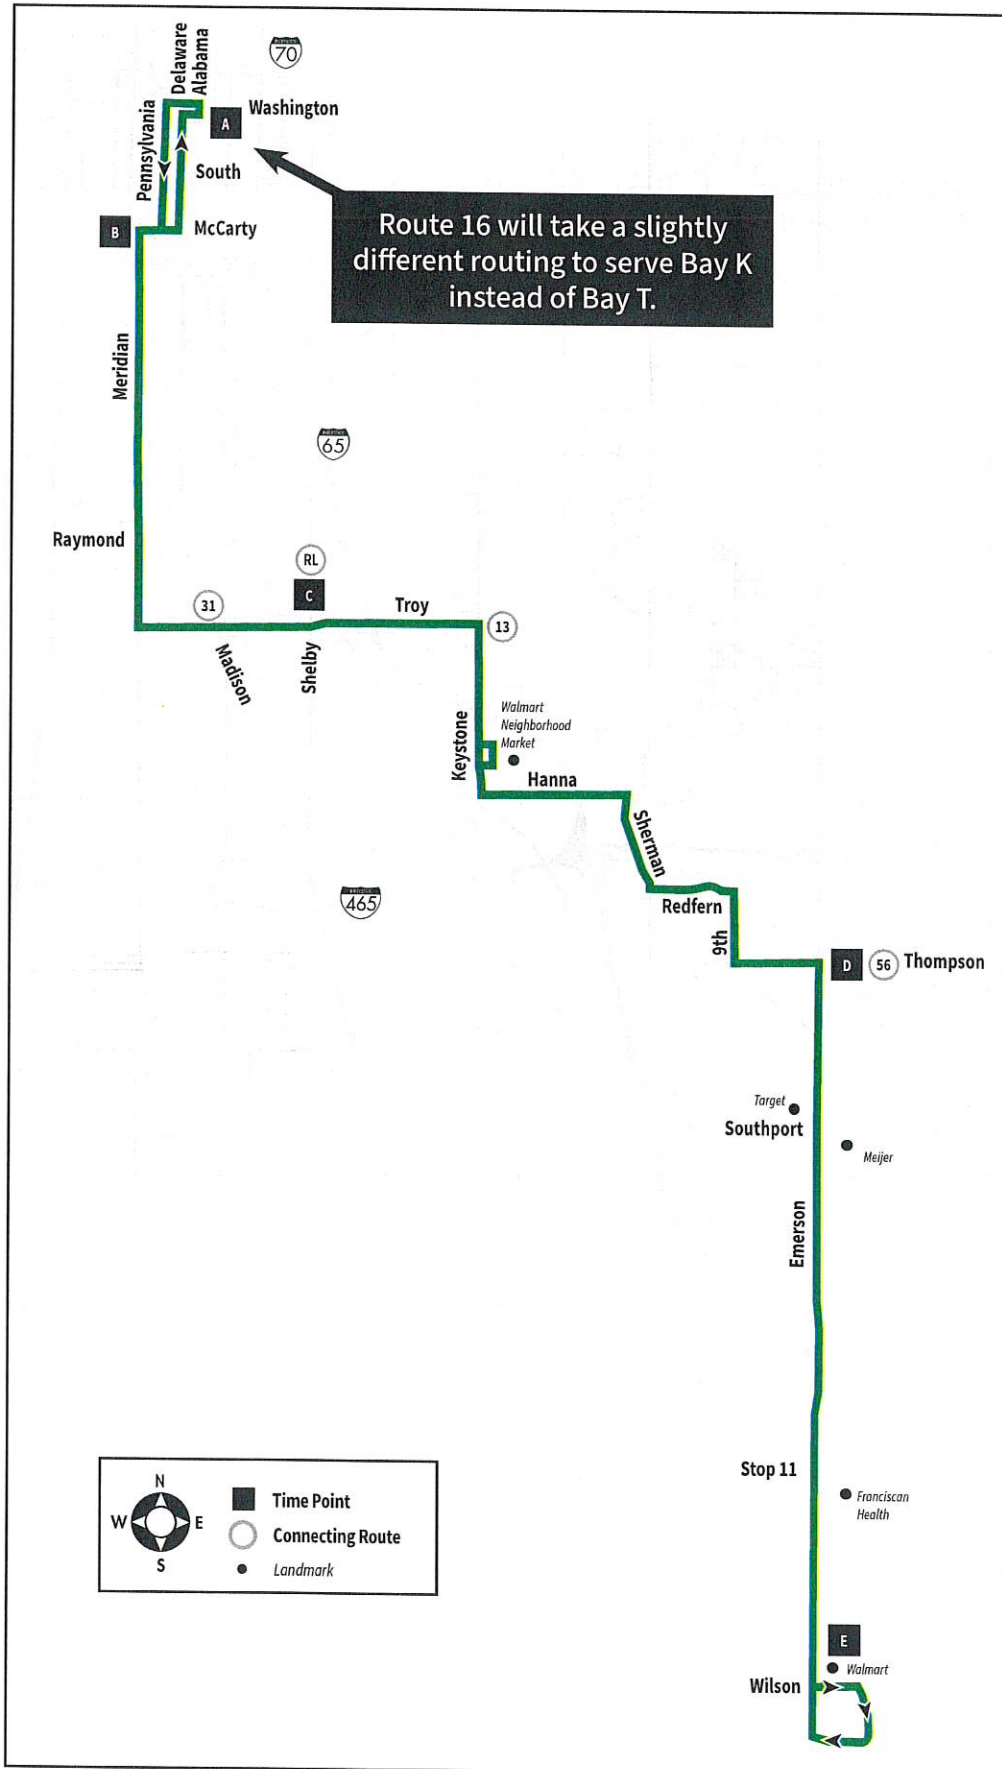 Delaware
Alabama
INTERSTATE
70
Pennsylvania
Washington
A
South
B
McCarty
Route 16 will take a slightly
different routing to serve Bay K
instead of Bay T.
Meridian
INTERSTATE
65
Raymond
RL
C
31
Troy
13
Madison
Shelby
Keystone
Walmart
Neighborhood
Market
Hanna
Sherman
465
Redfern
9th
D
56
Thompson
Target
Southport
Meijer
Emerson
Stop 11
Franciscan
Health
N
W
E
S
Time Point
Connecting Route
Landmark
E
Walmart
Wilson